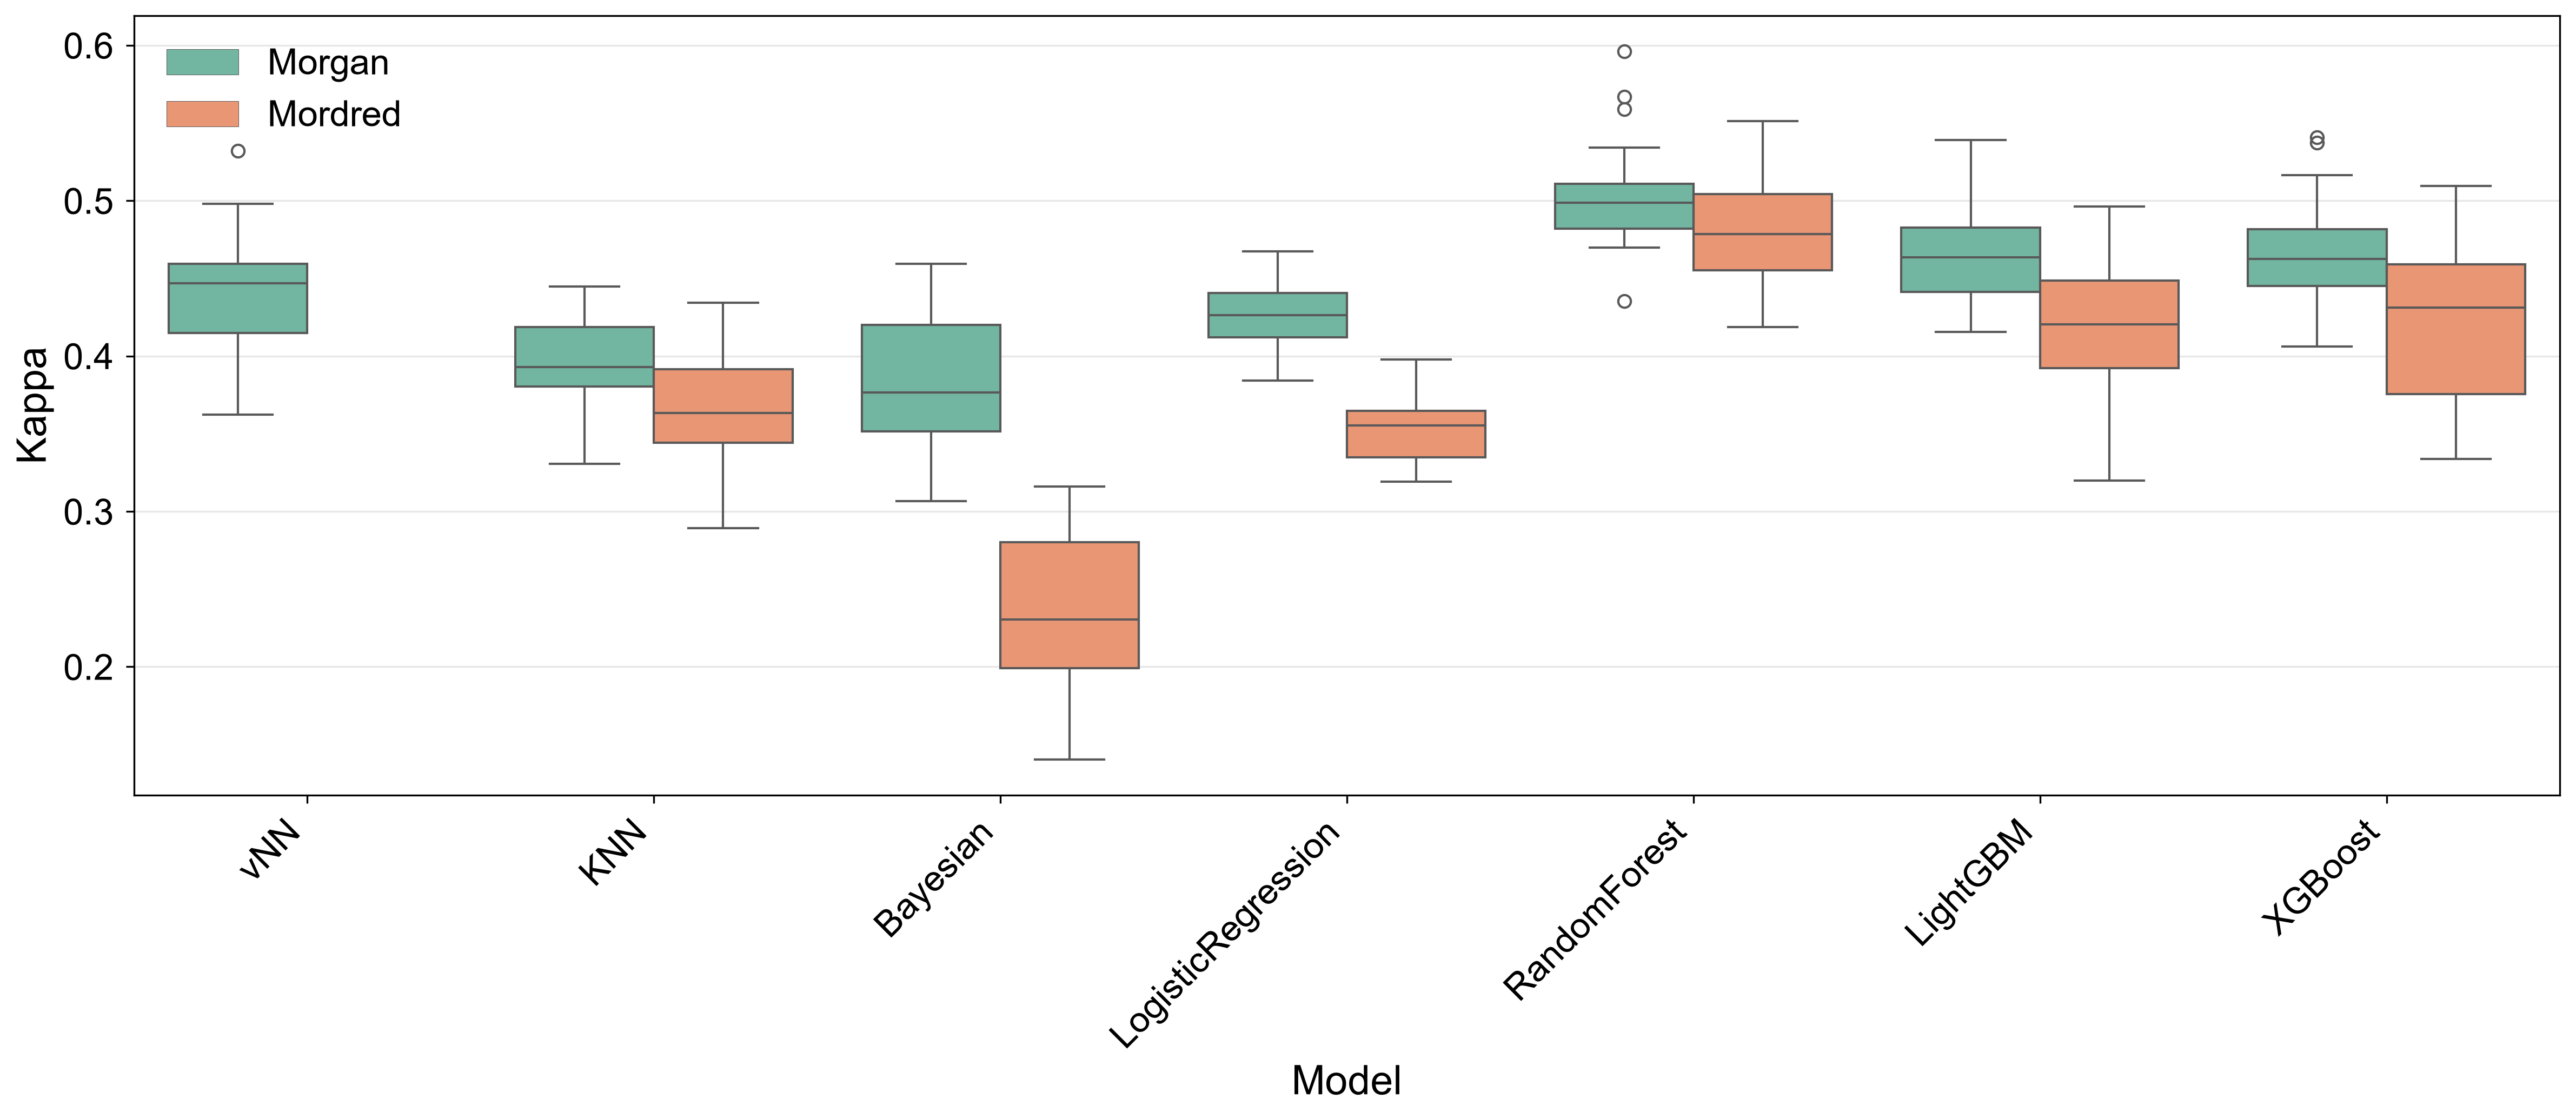 Morgan
Mordred
Kappa
0.6
0.5
0.4
0.3
0.2
vNN
KNN
Bayesian
LogisticRegression
RandomForest
LightGBM
XGBoost
Model